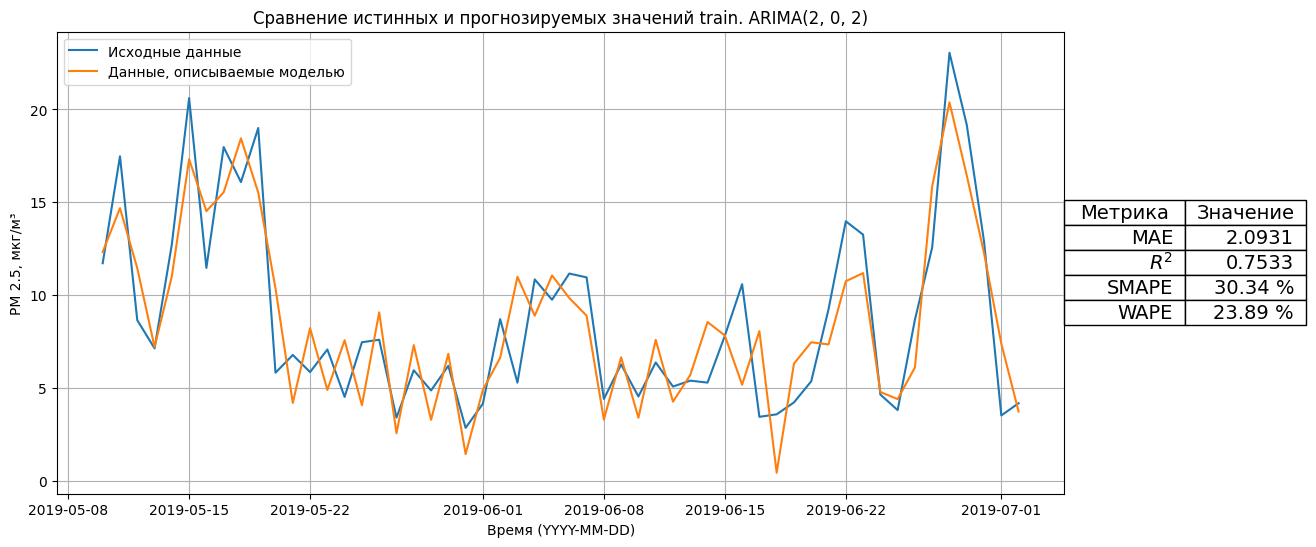 Сравнение истинных и прогнозируемых значений train. ARIMA(2, 0, 2)
Исходные данные
Данные, описываемые моделью
PM 2.5, мкг/м³
20
15
10
5
0
2019-05-08 2019-05-15 2019-05-22 2019-06-01 2019-06-08 2019-06-15 2019-06-22 2019-07-01
Время (YYYY-MM-DD)
Метрика Значение
MAE 2.0931
R² 0.7533
SMAPE 30.34 %
WAPE 23.89 %